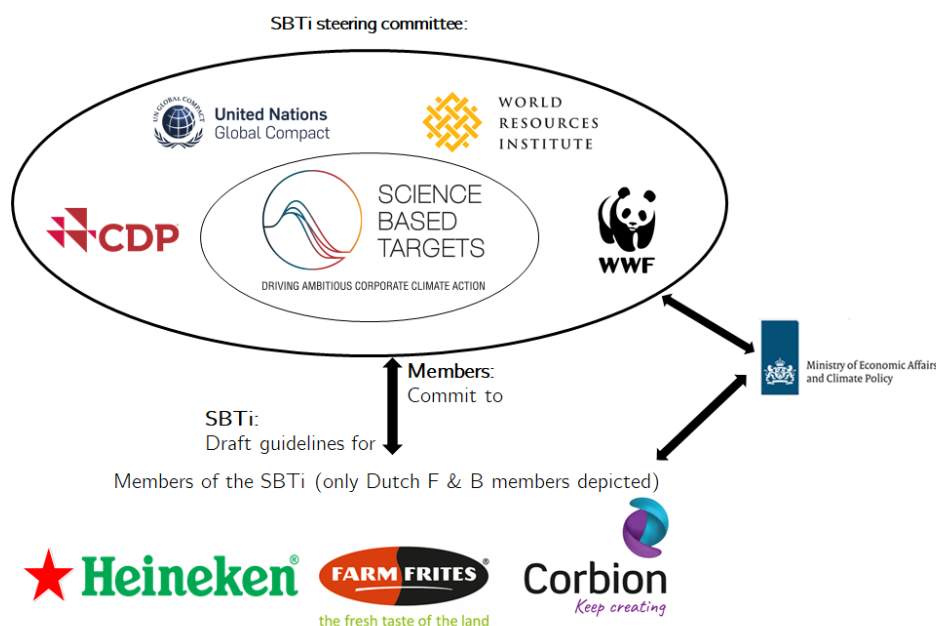 SBTi steering committee:
UN GLOBAL COMPACT
United Nations
Global Compact
WORLD
RESOURCES
INSTITUTE
CDP
SCIENCE
BASED
TARGETS
DRIVING AMBITIOUS CORPORATE CLIMATE ACTION
WWF
Ministry of Economic Affairs
and Climate Policy
Members:
Commit to
SBTi:
Draft guidelines for
Members of the SBTi (only Dutch F & B members depicted)
Heineken®
FARM FRITES®
the fresh taste of the land
Corbion
Keep creating